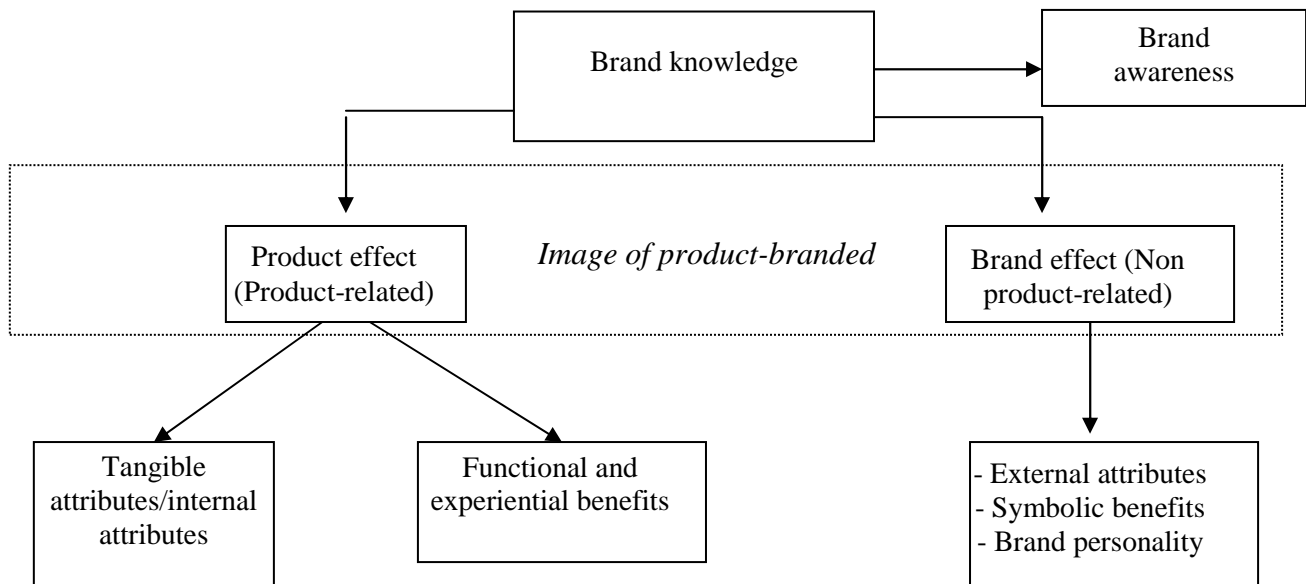 Brand knowledge
Brand
awareness
Product effect
(Product-related)
Image of product-branded
Brand effect (Non
product-related)
Tangible
attributes/internal
attributes
Functional and
experiential benefits
- External attributes
- Symbolic benefits
- Brand personality